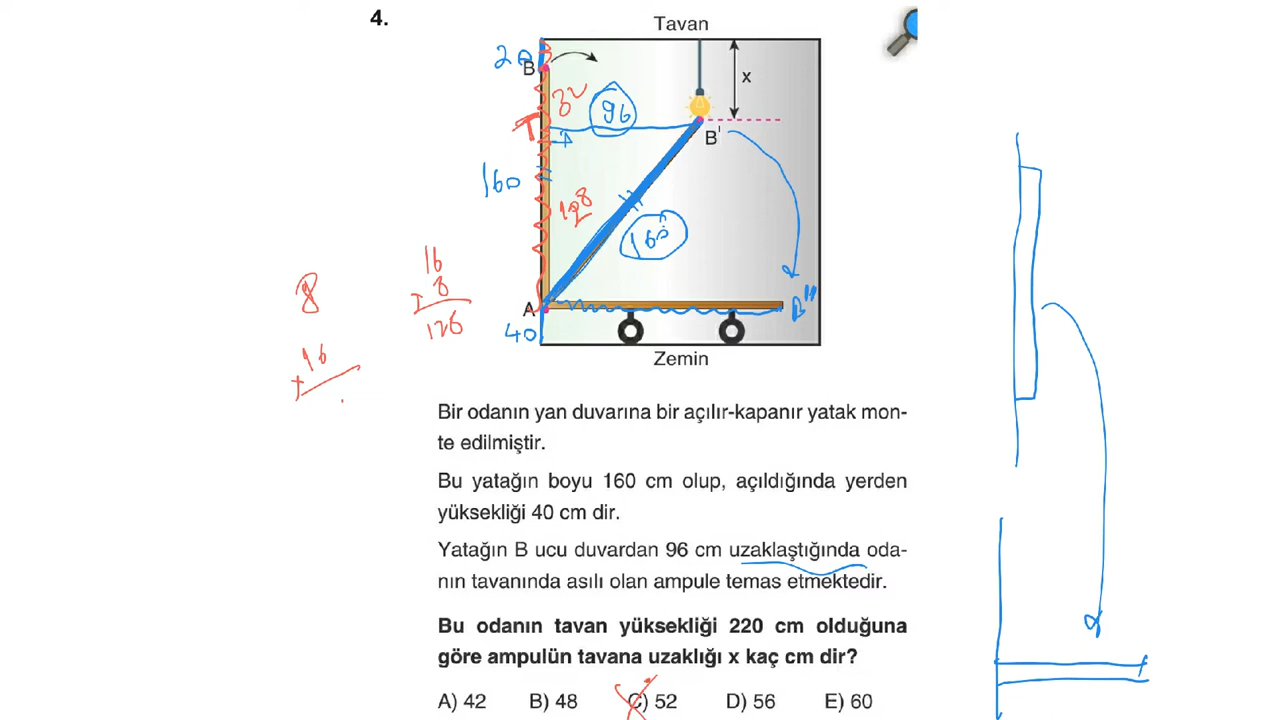 4.
Tavan
20
B
x
32
96
T
B'
160
128
160
16
8
x 8
128
A
B"
40
16
x
Zemin
Bir odanın yan duvarına bir açılır-kapanır yatak mon-
te edilmiştir.
Bu yatağın boyu 160 cm olup, açıldığında yerden
yüksekliği 40 cm dir.
Yatağın B ucu duvardan 96 cm uzaklaştığında oda-
nın tavanında asılı olan ampule temas etmektedir.
Bu odanın tavan yüksekliği 220 cm olduğuna
göre ampulün tavana uzaklığı x kaç cm dir?
A) 42 B) 48 C) 52 D) 56 E) 60